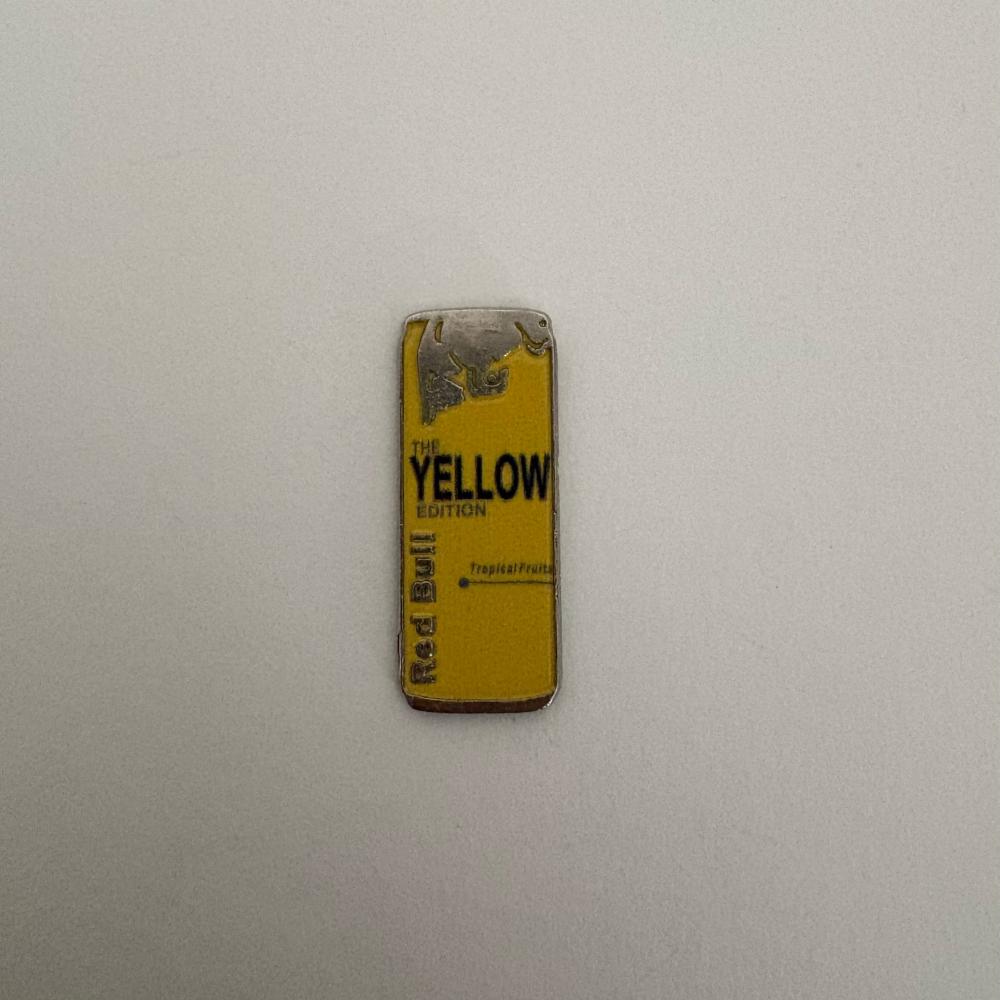 THE
YELLOW
EDITION
Tropical Fruits
Red Bull